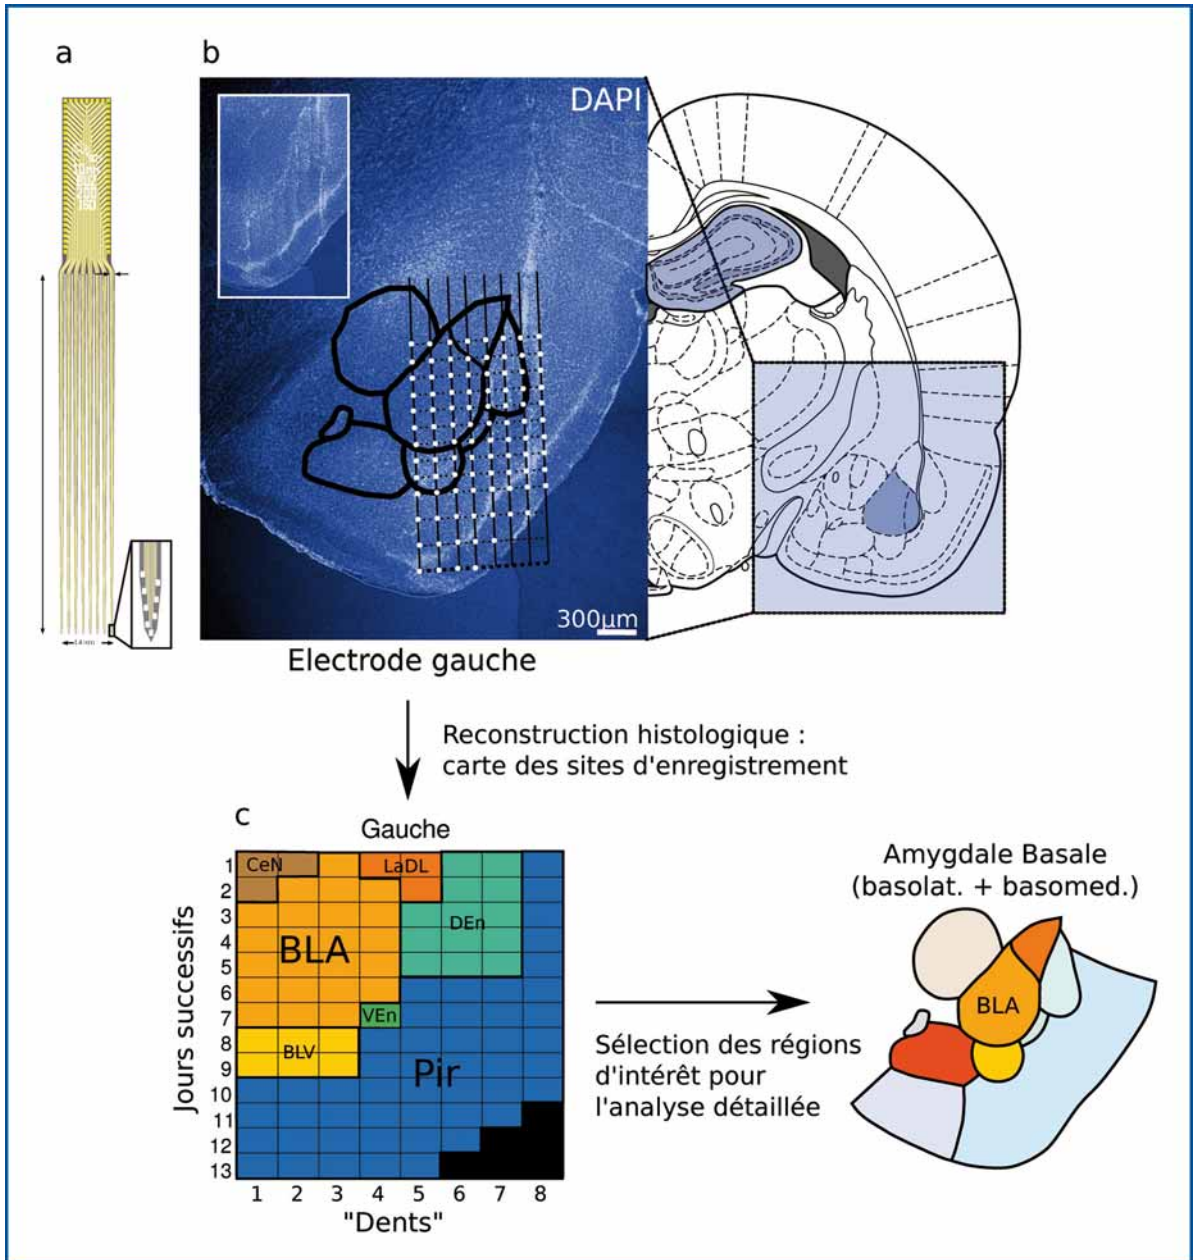 a
b
DAPI
300µm
Electrode gauche
Reconstruction histologique :
carte des sites d'enregistrement
c
Gauche
Jours successifs
1
2
3
4
5
6
7
8
9
10
11
12
13
CeN
LaDL
DEn
BLA
VEn
BLV
Pir
1 2 3 4 5 6 7 8
"Dents"
Sélection des régions
d'intérêt pour
l'analyse détaillée
Amygdale Basale
(basolat. + basomed.)
BLA